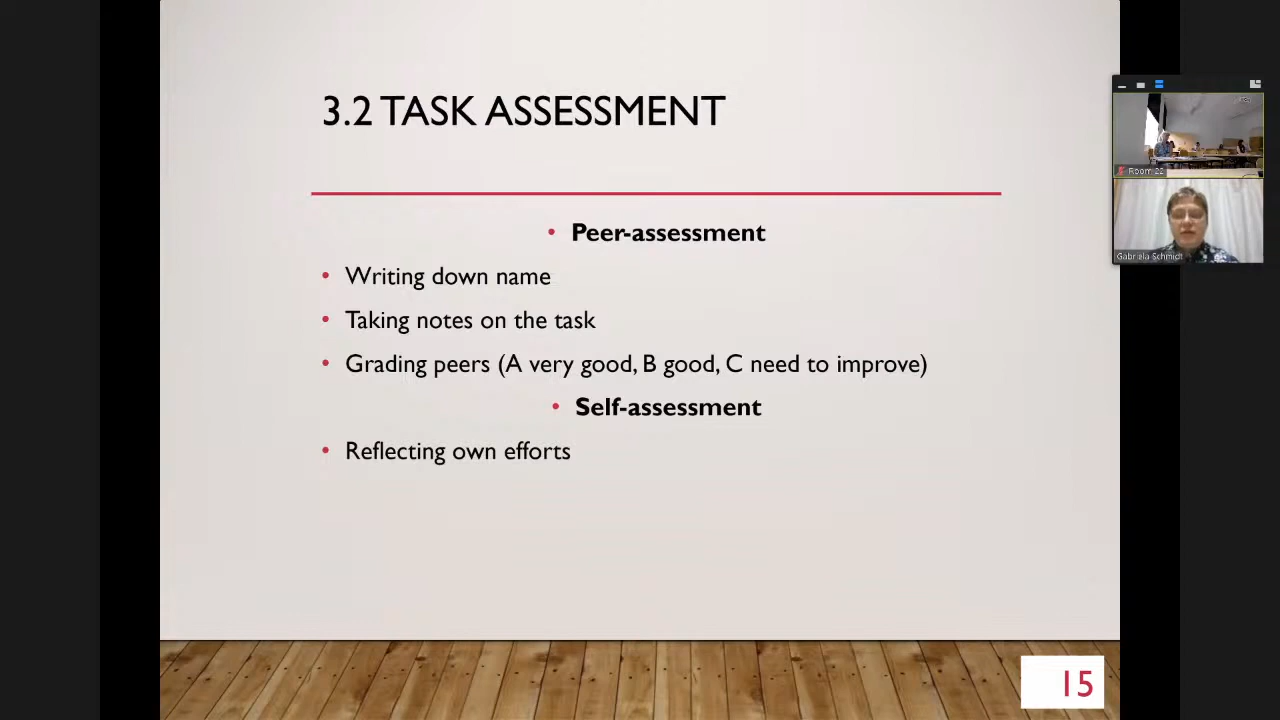 3.2 TASK ASSESSMENT
• Peer-assessment
• Writing down name
• Taking notes on the task
• Grading peers (A very good, B good, C need to improve)
• Self-assessment
• Reflecting own efforts
15
Room 22
Gabriela Schmidt